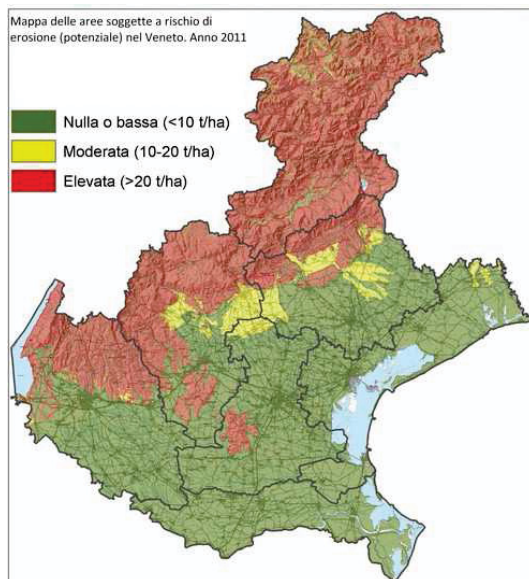 Mappa delle aree soggette a rischio di
erosione (potenziale) nel Veneto. Anno 2011
Nulla o bassa (<10 t/ha)
Moderata (10-20 t/ha)
Elevata (>20 t/ha)